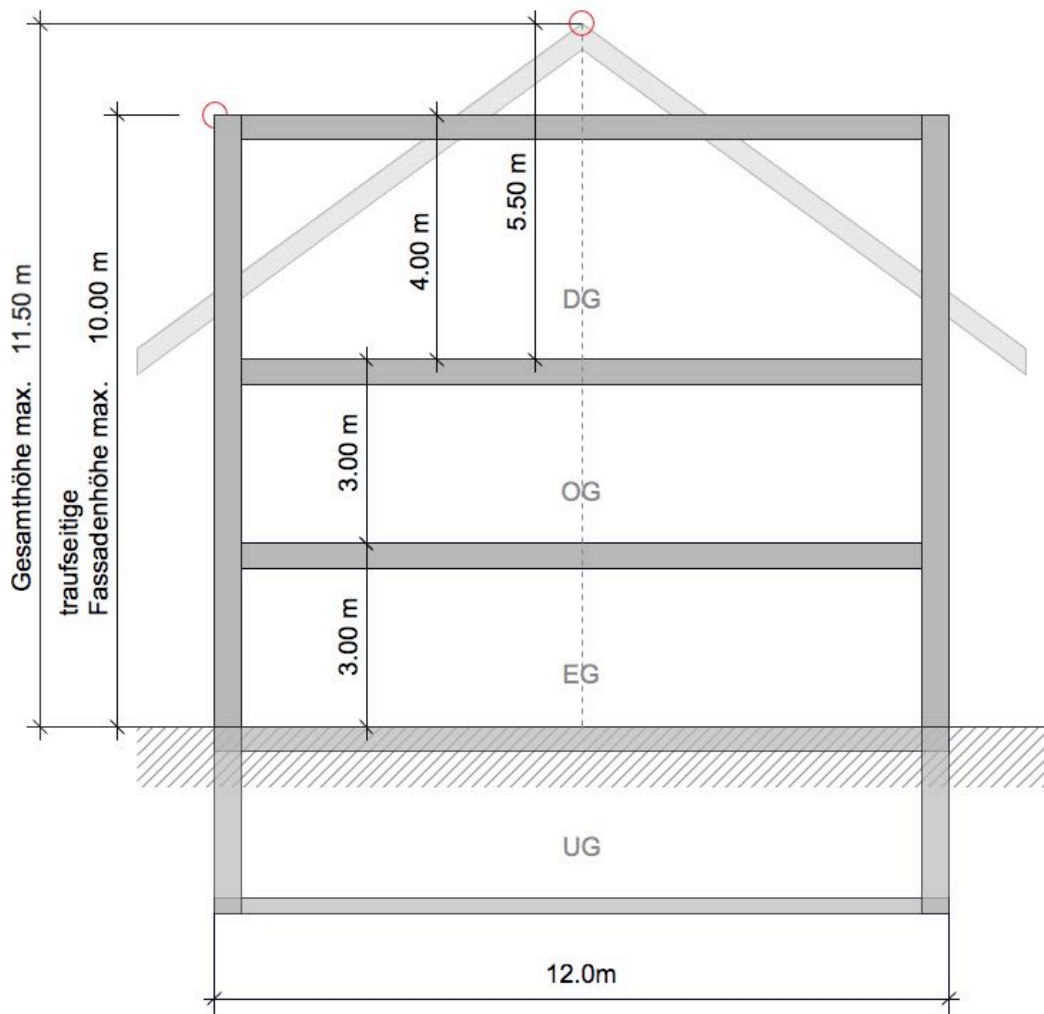 Gesamthöhe max. 11.50 m
traufseitige
Fassadenhöhe max. 10.00 m
4.00 m
5.50 m
DG
3.00 m
OG
3.00 m
EG
UG
12.0m